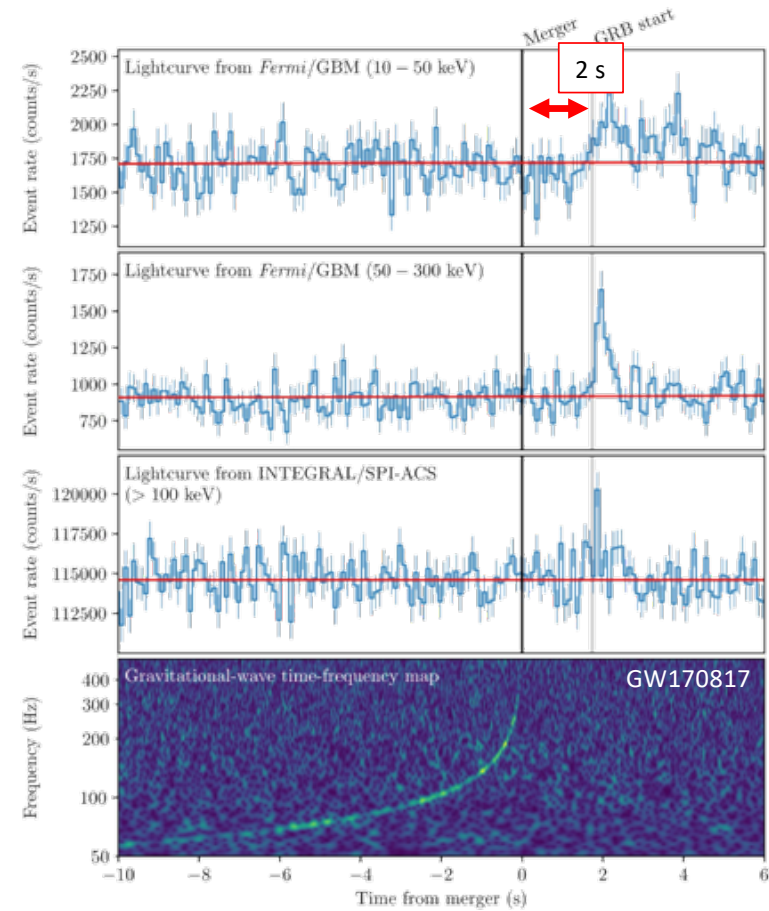 Merger
GRB start
2 s
Lightcurve from Fermi/GBM (10 − 50 keV)
Event rate (counts/s)
2500
2250
2000
1750
1500
1250
Lightcurve from Fermi/GBM (50 − 300 keV)
Event rate (counts/s)
1750
1500
1250
1000
750
Lightcurve from INTEGRAL/SPI-ACS
(> 100 keV)
Event rate (counts/s)
120000
117500
115000
112500
Gravitational-wave time-frequency map
GW170817
Frequency (Hz)
400
300
200
100
50
−10 −8 −6 −4 −2 0 2 4 6
Time from merger (s)